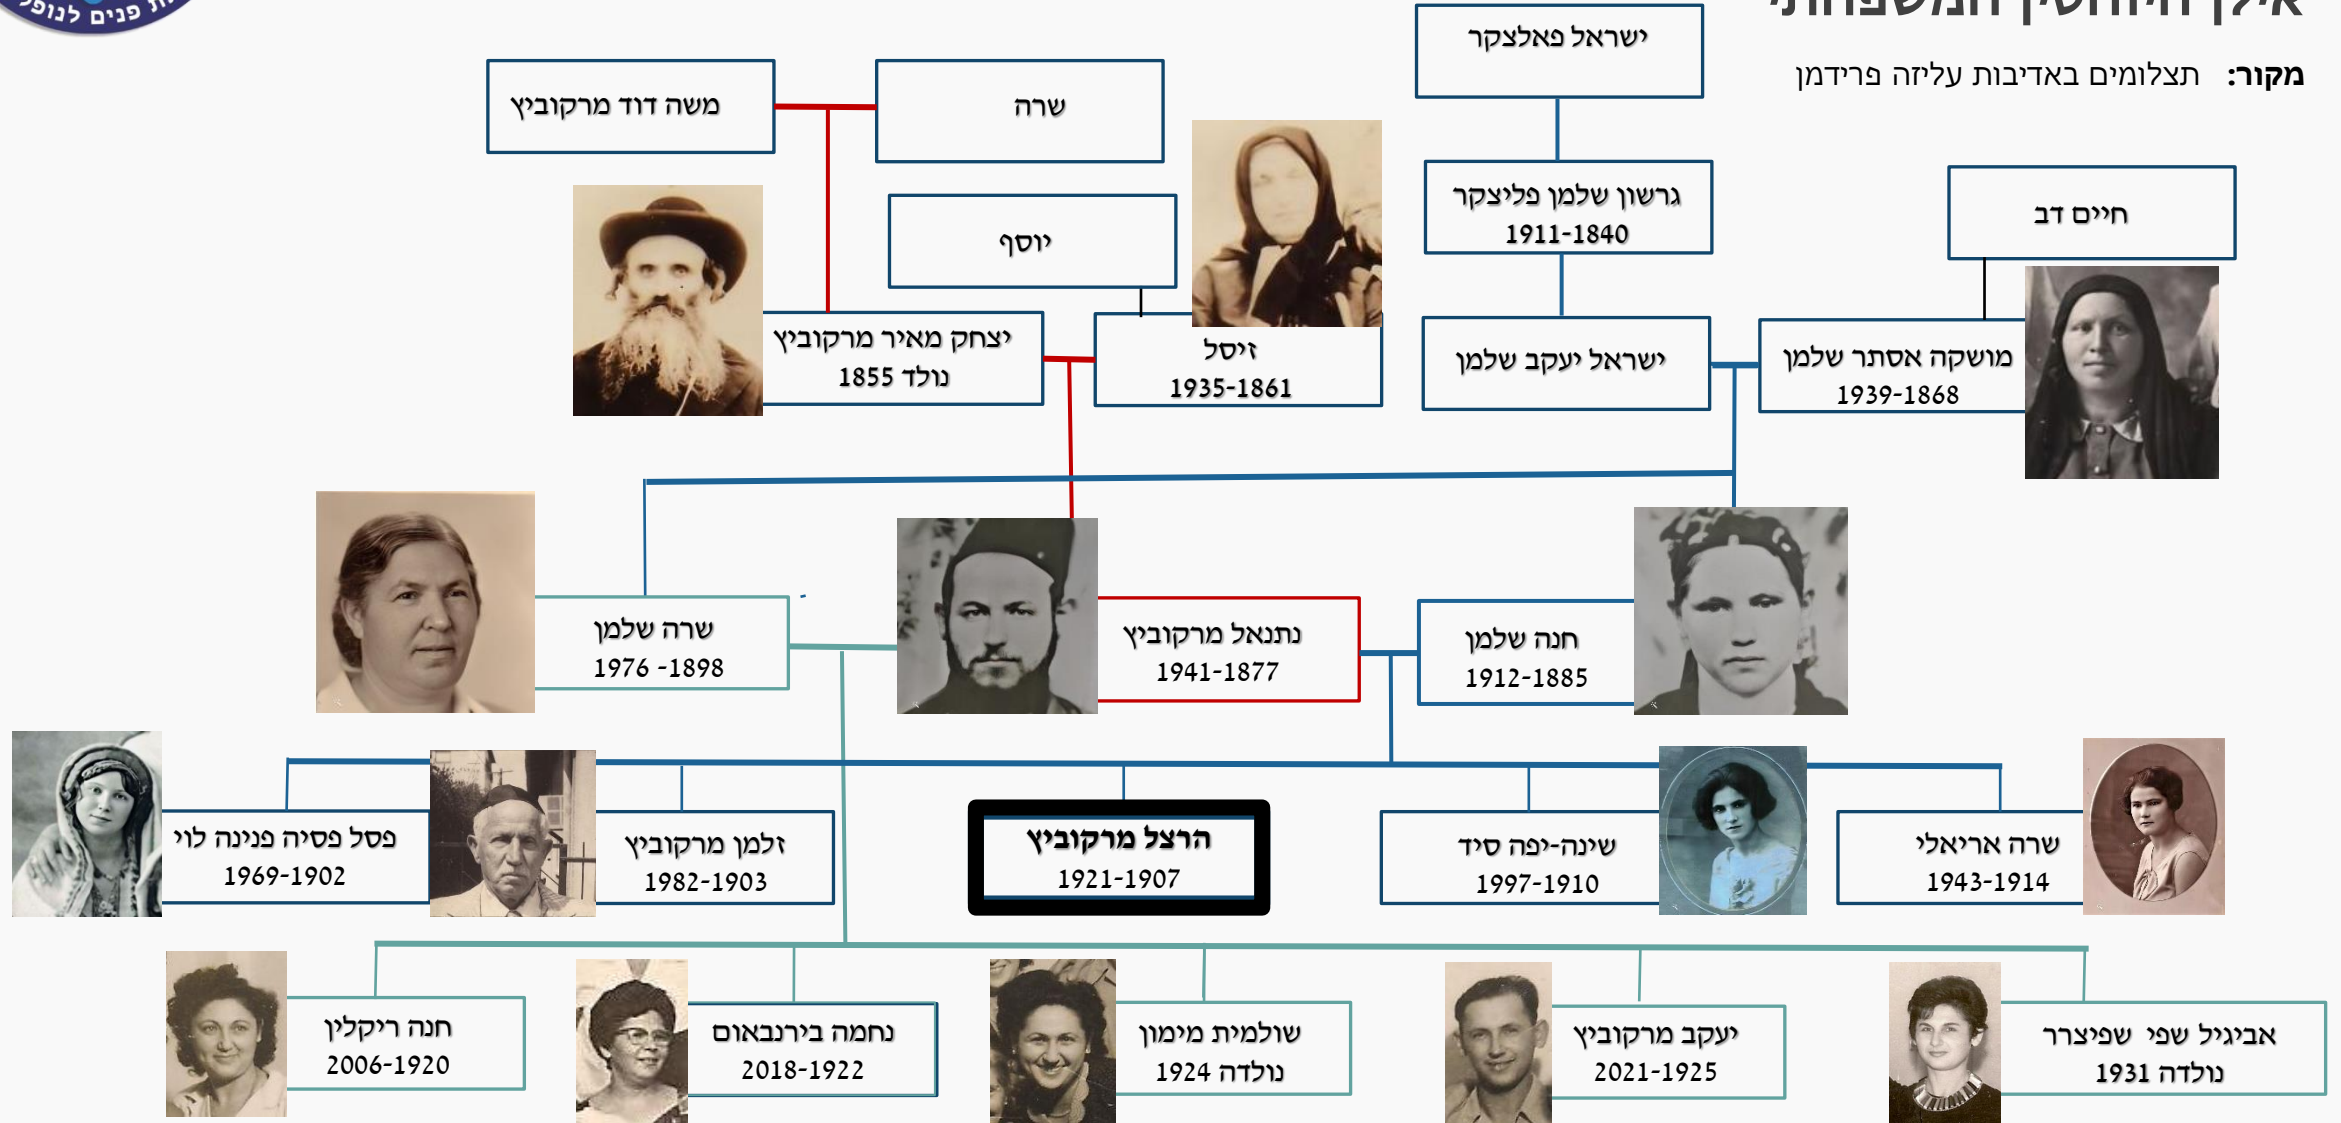 אילן היוחסין המשפחתי
מקור: תצלומים באדיבות עליזה פרידמן
ת פנים לנופל
ישראל פאלצקר
משה דוד מרקוביץ
שרה
גרשון שלמן פליצקר
1911-1840
חיים דב
יוסף
יצחק מאיר מרקוביץ
נולד 1855
זיסל
1935-1861
ישראל יעקב שלמן
מושקה אסתר שלמן
1939-1868
שרה שלמן
1976 -1898
נתנאל מרקוביץ
1941-1877
חנה שלמן
1912-1885
פסל פסיה פנינה לוי
1969-1902
זלמן מרקוביץ
1982-1903
הרצל מרקוביץ
1921-1907
שינה-יפה סיד
1997-1910
שרה אריאלי
1943-1914
חנה ריקלין
2006-1920
נחמה בירנבאום
2018-1922
שולמית מימון
נולדה 1924
יעקב מרקוביץ
2021-1925
אביגיל שפי שפיצרר
נולדה 1931